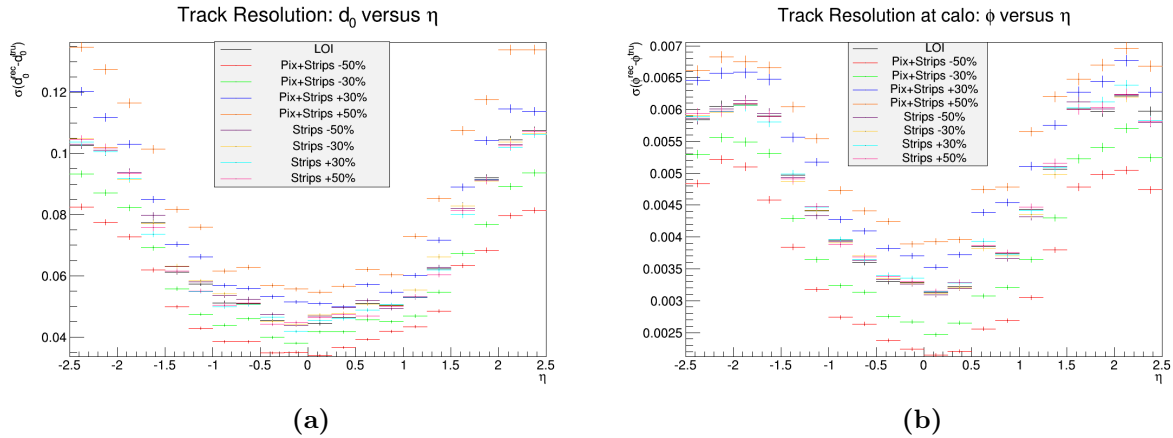 Track Resolution: d₀ versus η
σ(d₀ʳᵉᶜ-d₀ᵗʳᵘ)
0.12
0.1
0.08
0.06
0.04
LOI
Pix+Strips -50%
Pix+Strips -30%
Pix+Strips +30%
Pix+Strips +50%
Strips -50%
Strips -30%
Strips +30%
Strips +50%
-2.5 -2 -1.5 -1 -0.5 0 0.5 1 1.5 2 2.5
η
(a)
Track Resolution at calo: ϕ versus η
σ(ϕʳᵉᶜ-ϕᵗʳᵘ)
0.007
0.0065
0.006
0.0055
0.005
0.0045
0.004
0.0035
0.003
0.0025
LOI
Pix+Strips -50%
Pix+Strips -30%
Pix+Strips +30%
Pix+Strips +50%
Strips -50%
Strips -30%
Strips +30%
Strips +50%
-2.5 -2 -1.5 -1 -0.5 0 0.5 1 1.5 2 2.5
η
(b)